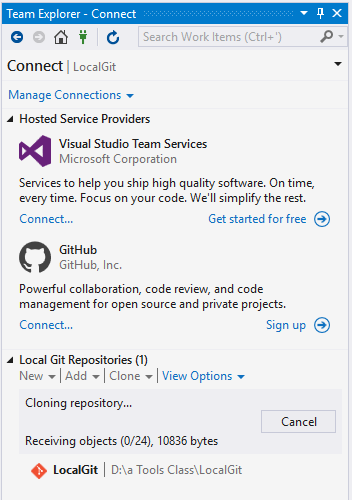 Team Explorer - Connect
Search Work Items (Ctrl+')
Connect | LocalGit
Manage Connections
Hosted Service Providers
Visual Studio Team Services
Microsoft Corporation
Services to help you ship high quality software. On time,
every time. Focus on your code. We'll simplify the rest.
Connect... Get started for free
GitHub
GitHub, Inc.
Powerful collaboration, code review, and code
management for open source and private projects.
Connect... Sign up
Local Git Repositories (1)
New | Add | Clone | View Options
Cloning repository...
Cancel
Receiving objects (0/24), 10836 bytes
LocalGit | D:\a Tools Class\LocalGit